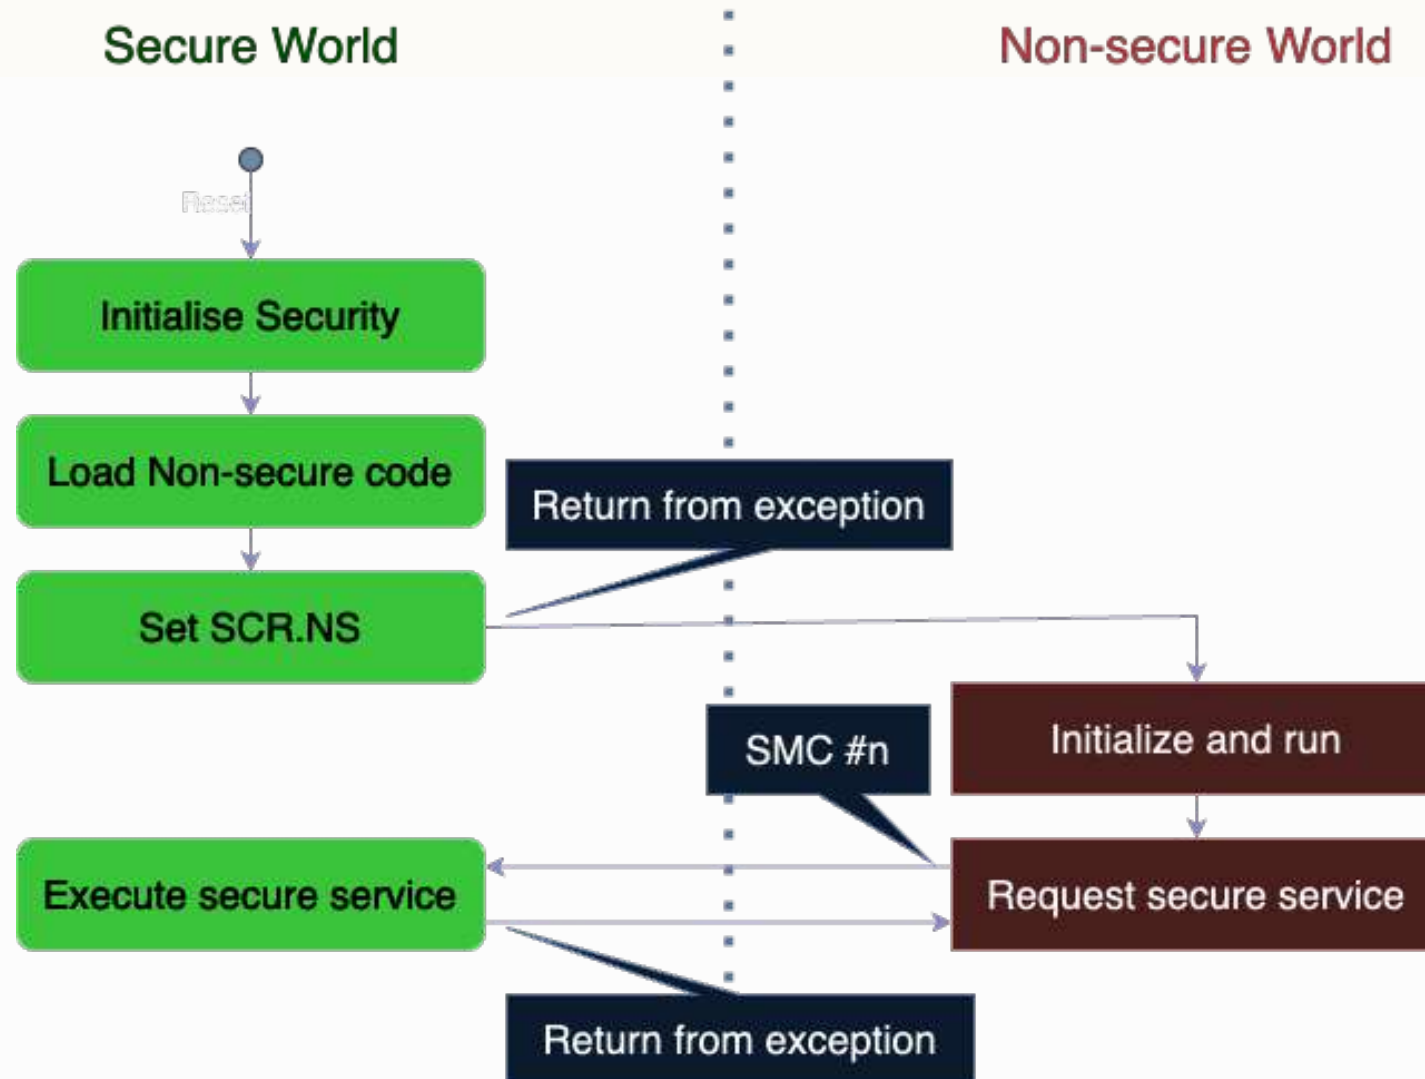 Secure World
Non-secure World
Reset
Initialise Security
Load Non-secure code
Return from exception
Set SCR.NS
SMC #n
Initialize and run
Execute secure service
Request secure service
Return from exception